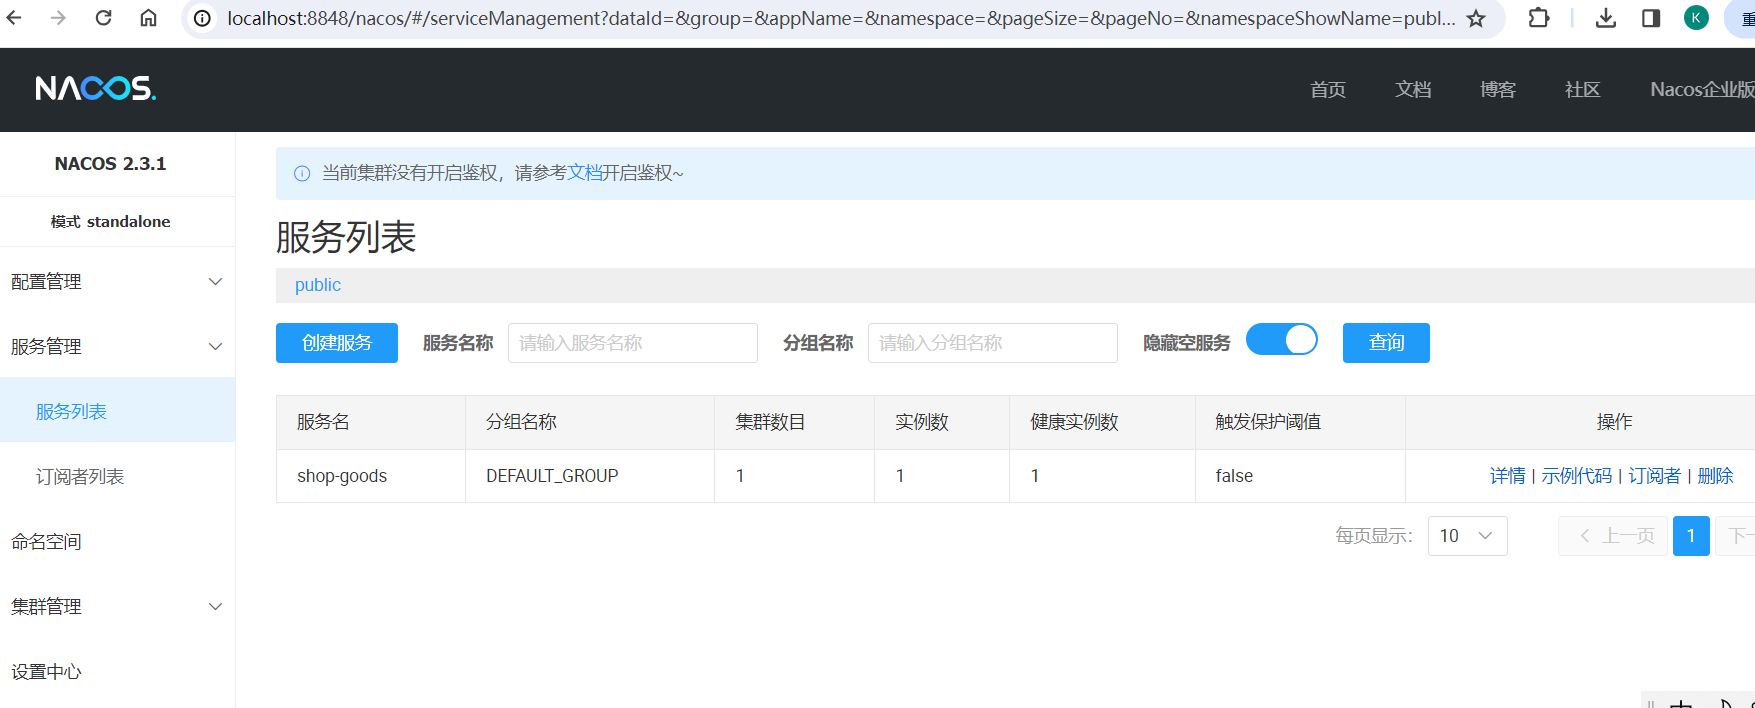 localhost:8848/nacos/#/serviceManagement?dataId=&group=&appName=&namespace=&pageSize=&pageNo=&namespaceShowName=publ...
K
重
NACOS.
首页 文档 博客 社区 Nacos企业版
NACOS 2.3.1
模式 standalone
配置管理
服务管理
服务列表
订阅者列表
命名空间
集群管理
设置中心
当前集群没有开启鉴权，请参考文档开启鉴权~
服务列表
public
创建服务 服务名称 请输入服务名称 分组名称 请输入分组名称 隐藏空服务 查询
服务名 分组名称 集群数目 实例数 健康实例数 触发保护阈值 操作
shop-goods DEFAULT_GROUP 1 1 1 false 详情 | 示例代码 | 订阅者 | 删除
每页显示: 10 上一页 1 下一
中